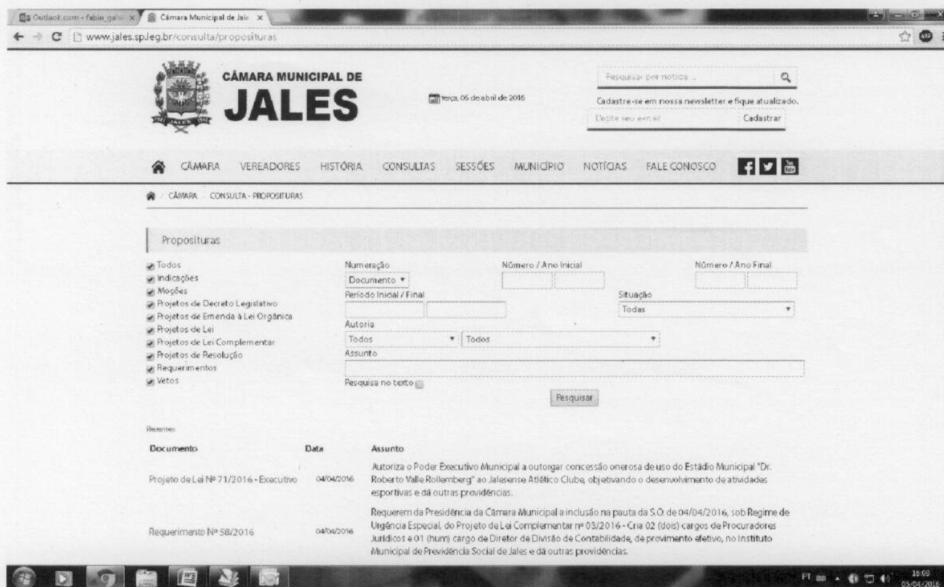 Outlook.com - fabio_galv
Câmara Municipal de Jale
www.jales.sp.leg.br/consulta/proposituras
CÂMARA MUNICIPAL DE
JALES
terça, 05 de abril de 2016
Pesquisar por notícia ...
Cadastre-se em nossa newsletter e fique atualizado.
Digite seu e-mail
Cadastrar
CÂMARA VEREADORES HISTÓRIA CONSULTAS SESSÕES MUNICÍPIO NOTÍCIAS FALE CONOSCO
/ CÂMARA / CONSULTA - PROPOSITURAS
Proposituras
Todos
Indicações
Moções
Projetos de Decreto Legislativo
Projetos de Emenda à Lei Orgânica
Projetos de Lei
Projetos de Lei Complementar
Projetos de Resolução
Requerimentos
Vetos
Numeração Número / Ano Inicial Número / Ano Final
Documento
Período Inicial / Final Situação
Todas
Autoria
Todos Todos
Assunto
Pesquisa no texto
Pesquisar
Recentes
Documento Data Assunto
Projeto de Lei Nº 71/2016 - Executivo 04/04/2016 Autoriza o Poder Executivo Municipal a outorgar concessão onerosa de uso do Estádio Municipal "Dr.
Roberto Valle Rollemberg" ao Jalesense Atlético Clube, objetivando o desenvolvimento de atividades
esportivas e dá outras providências.
Requerimento Nº 58/2016 04/04/2016 Requerem da Presidência da Câmara Municipal a inclusão na pauta da S.O. de 04/04/2016, sob Regime de
Urgência Especial, do Projeto de Lei Complementar nº 03/2016 - Cria 02 (dois) cargos de Procuradores
Jurídicos e 01 (hum) cargo de Diretor de Divisão de Contabilidade, de provimento efetivo, no Instituto
Municipal de Previdência Social de Jales e dá outras providências.
PT
16:09
05/04/2016